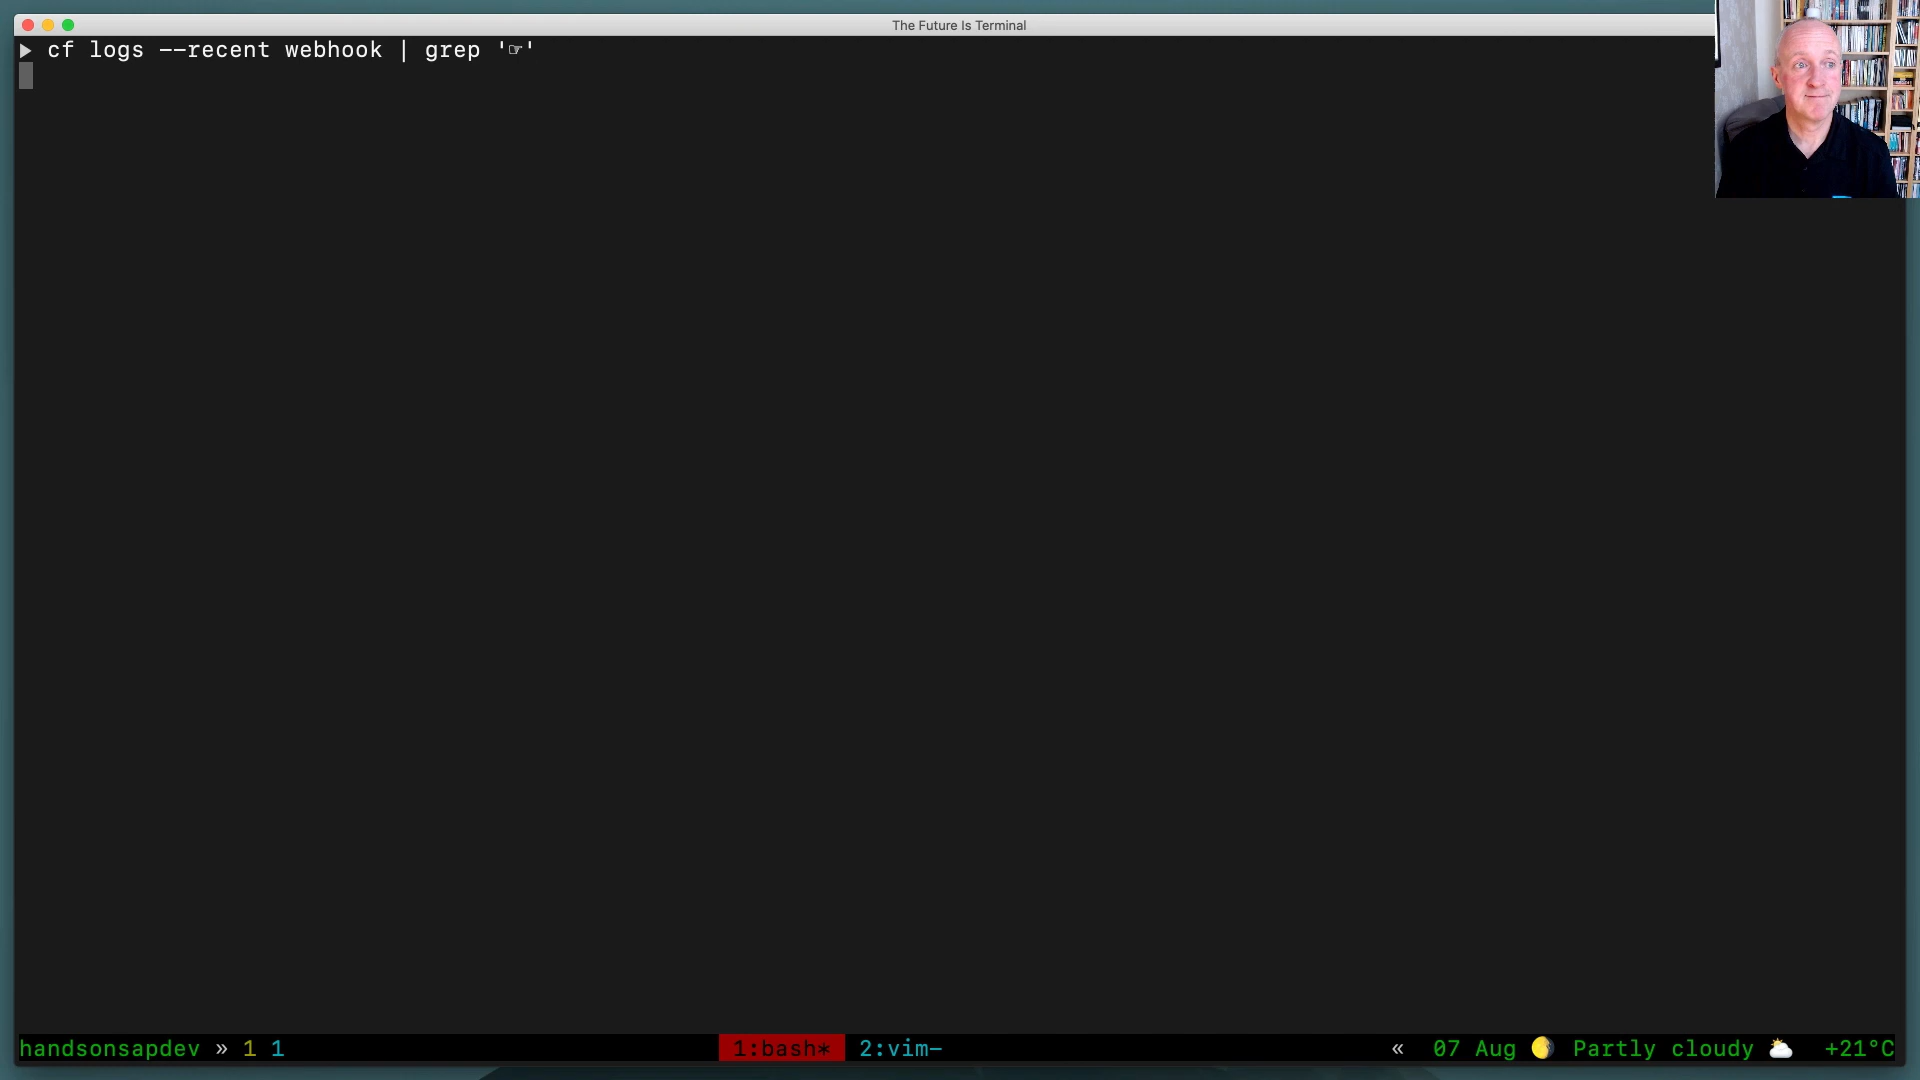 The Future Is Terminal
▶ cf logs --recent webhook | grep '☞'
handsonsapdev » 1 1 1:bash* 2:vim- « 07 Aug 🌖 Partly cloudy ⛅ +21°C